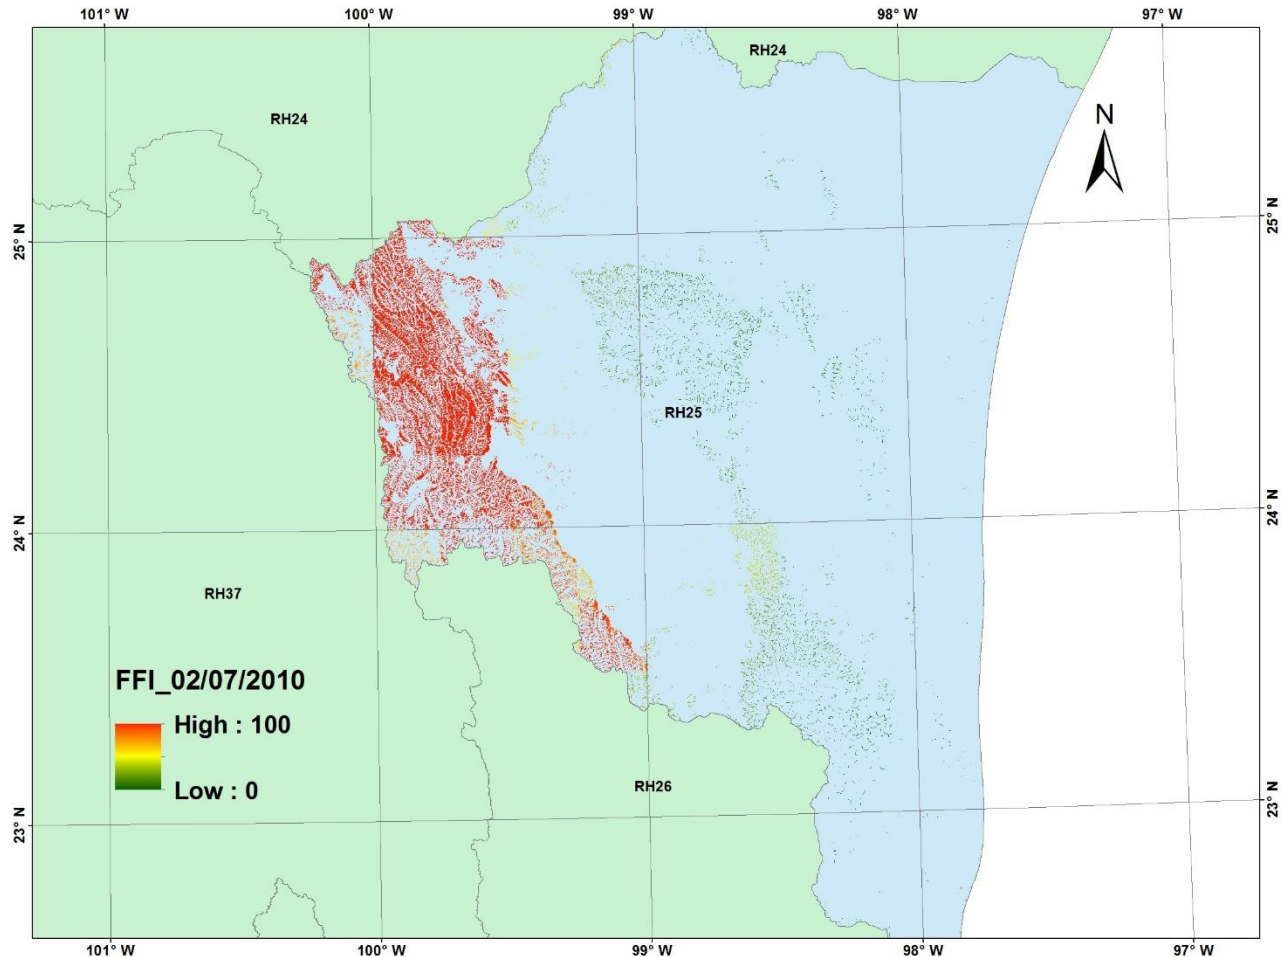 101° W 100° W 99° W 98° W 97° W
RH24
N
RH24
25° N 25° N
RH25
24° N 24° N
RH37
FFI_02/07/2010
High : 100
Low : 0
RH26
23° N 23° N
101° W 100° W 99° W 98° W 97° W